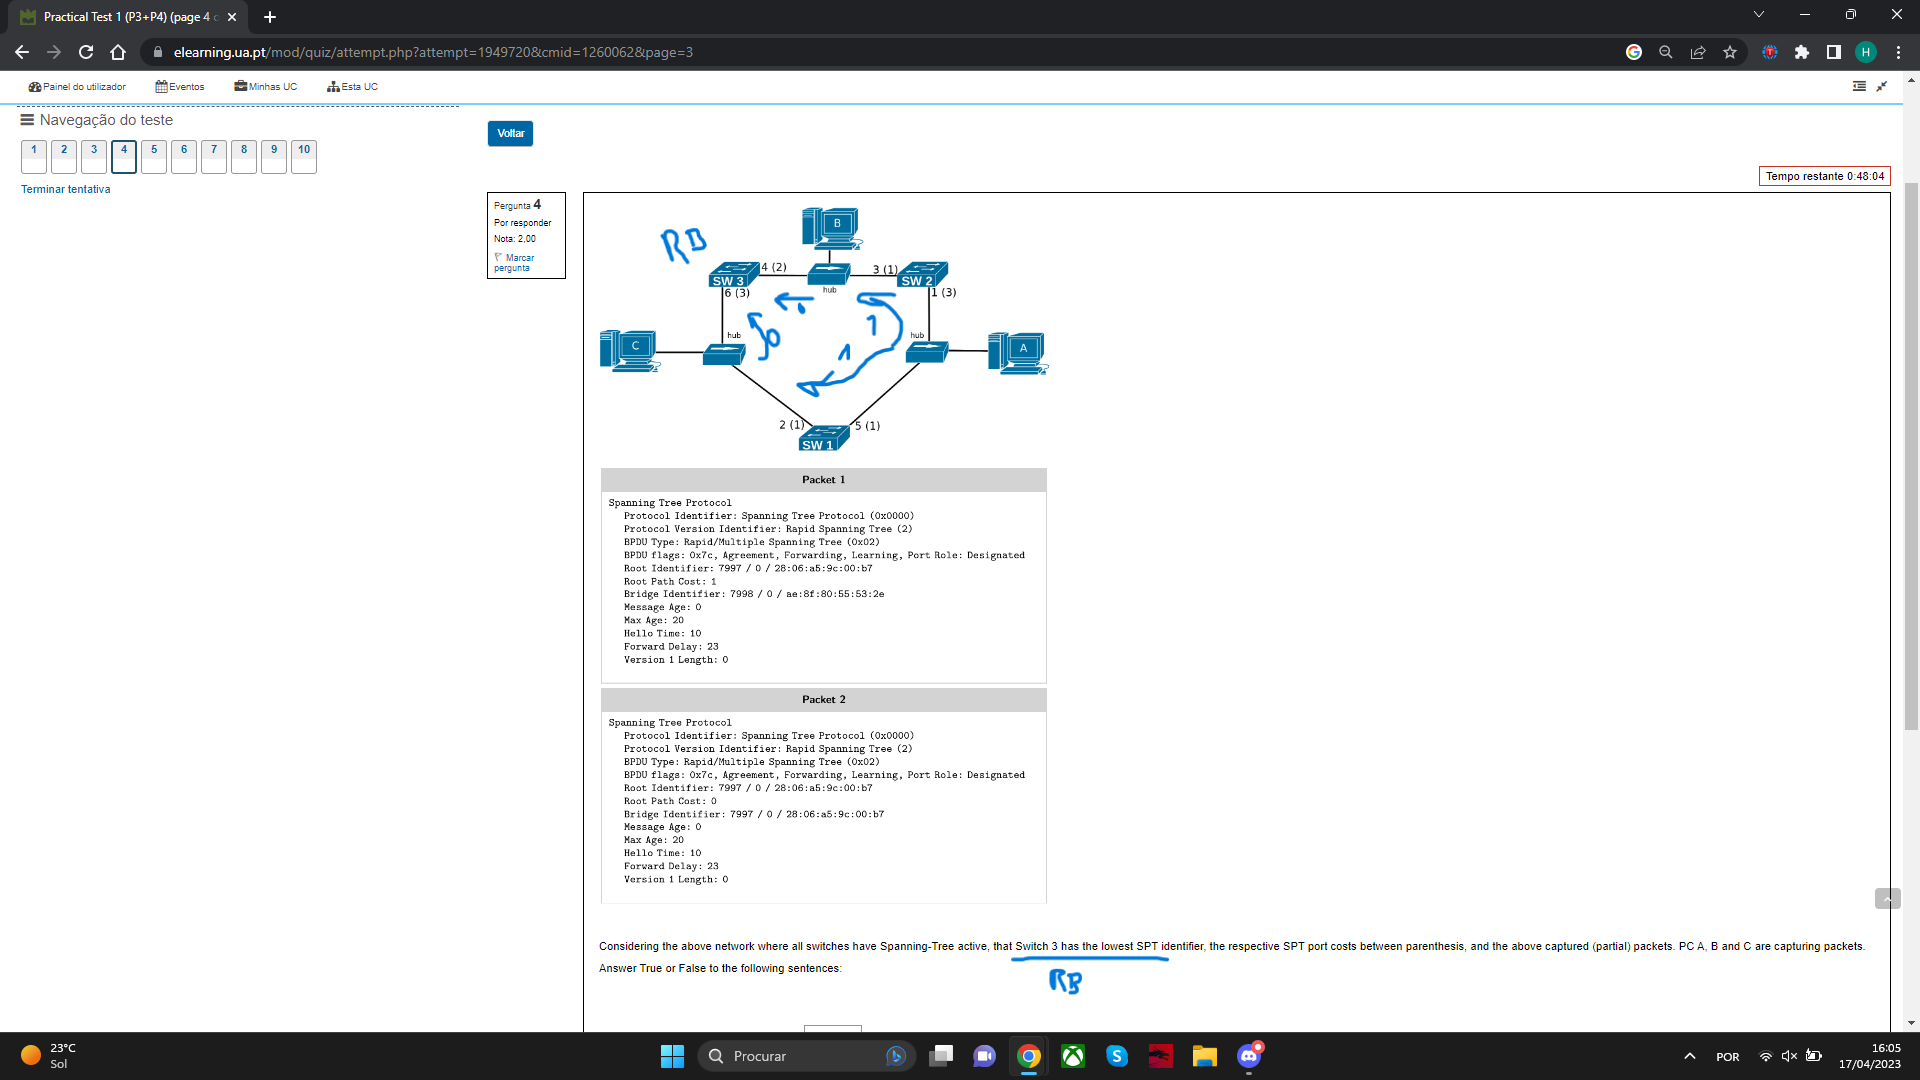 Practical Test 1 (P3+P4) (page 4 o
elearning.ua.pt/mod/quiz/attempt.php?attempt=1949720&cmid=1260062&page=3
H
Painel do utilizador
Eventos
Minhas UC
Esta UC
Navegação do teste
1 2 3 4 5 6 7 8 9 10
Terminar tentativa
Voltar
Tempo restante 0:48:04
Pergunta 4
Por responder
Nota: 2,00
Marcar
pergunta
RB
B
4 (2)
3 (1)
SW 3
SW 2
hub
6 (3)
1 (3)
hub
hub
C
A
0
0
1
1
2 (1)
5 (1)
SW 1
Packet 1
Spanning Tree Protocol
Protocol Identifier: Spanning Tree Protocol (0x0000)
Protocol Version Identifier: Rapid Spanning Tree (2)
BPDU Type: Rapid/Multiple Spanning Tree (0x02)
BPDU flags: 0x7c, Agreement, Forwarding, Learning, Port Role: Designated
Root Identifier: 7997 / 0 / 28:06:a5:9c:00:b7
Root Path Cost: 1
Bridge Identifier: 7998 / 0 / ae:8f:80:55:53:2e
Message Age: 0
Max Age: 20
Hello Time: 10
Forward Delay: 23
Version 1 Length: 0
Packet 2
Spanning Tree Protocol
Protocol Identifier: Spanning Tree Protocol (0x0000)
Protocol Version Identifier: Rapid Spanning Tree (2)
BPDU Type: Rapid/Multiple Spanning Tree (0x02)
BPDU flags: 0x7c, Agreement, Forwarding, Learning, Port Role: Designated
Root Identifier: 7997 / 0 / 28:06:a5:9c:00:b7
Root Path Cost: 0
Bridge Identifier: 7997 / 0 / 28:06:a5:9c:00:b7
Message Age: 0
Max Age: 20
Hello Time: 10
Forward Delay: 23
Version 1 Length: 0
Considering the above network where all switches have Spanning-Tree active, that Switch 3 has the lowest SPT identifier, the respective SPT port costs between parenthesis, and the above captured (partial) packets. PC A, B and C are capturing packets.
Answer True or False to the following sentences:
RB
23°C
Sol
Procurar
POR
16:05
17/04/2023